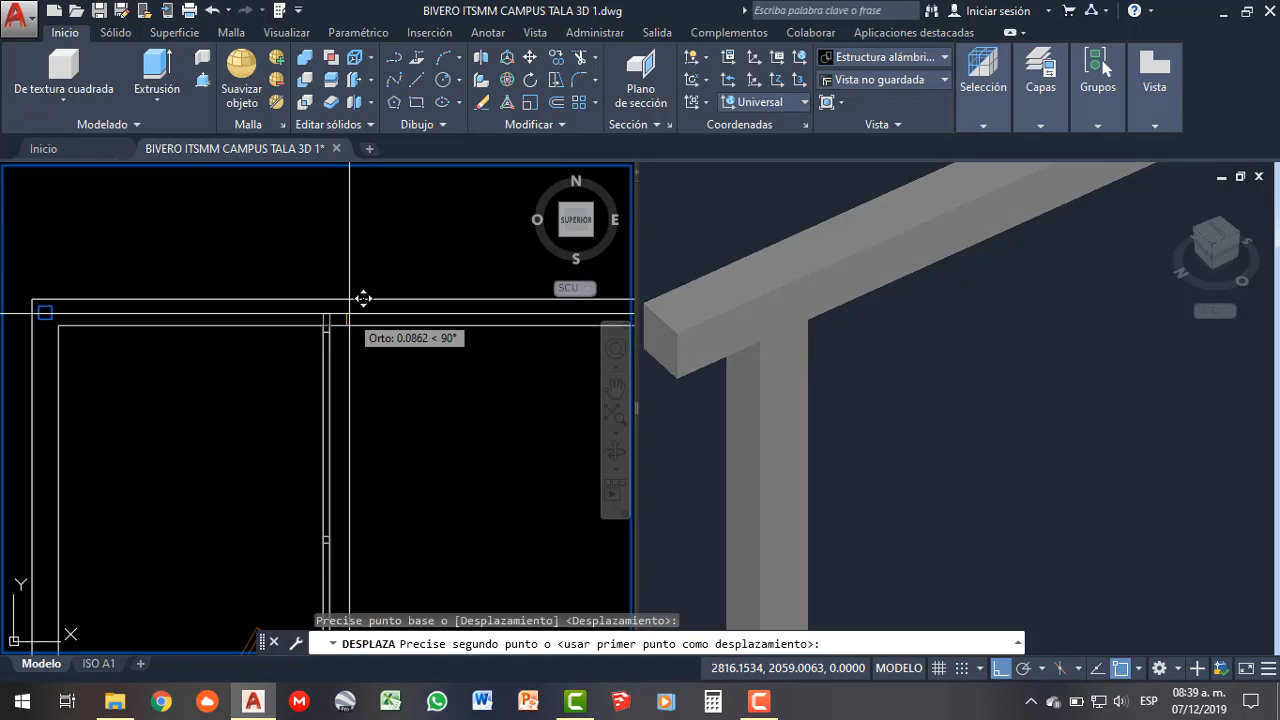 BIVERO ITSMM CAMPUS TALA 3D 1.dwg
Escriba palabra clave o frase
Iniciar sesión
Inicio
Sólido
Superficie
Malla
Visualizar
Paramétrico
Inserción
Anotar
Vista
Administrar
Salida
Complementos
Colaborar
Aplicaciones destacadas
De textura cuadrada
Extrusión
Suavizar
objeto
Plano
de sección
Estructura alámbri...
Vista no guardada
Universal
Selección
Capas
Grupos
Vista
Modelado
Malla
Editar sólidos
Dibujo
Modificar
Sección
Coordenadas
Vista
Inicio
BIVERO ITSMM CAMPUS TALA 3D 1*
N
O
SUPERIOR
E
S
SCU
N
O
S
Orto: 0.0862 < 90°
Y
X
Precise punto base o [Desplazamiento] <Desplazamiento>:
DESPLAZA Precise segundo punto o <usar primer punto como desplazamiento>:
Modelo
ISO A1
2816.1534, 2059.0063, 0.0000
MODELO
ESP
08:39 a. m.
07/12/2019